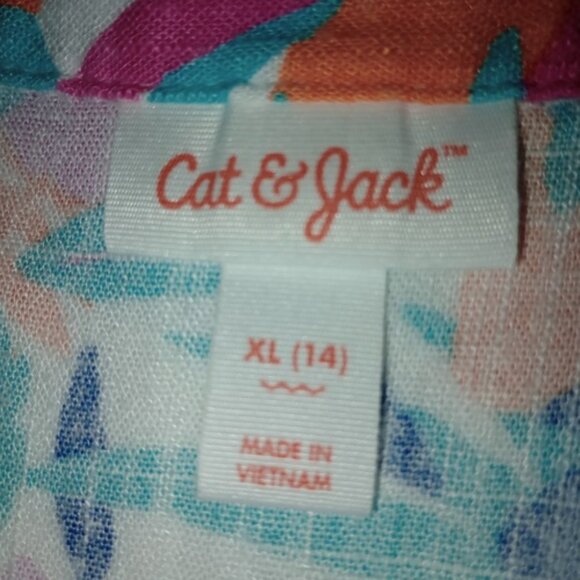 Cat & Jack™
XL (14)
MADE IN
VIETNAM